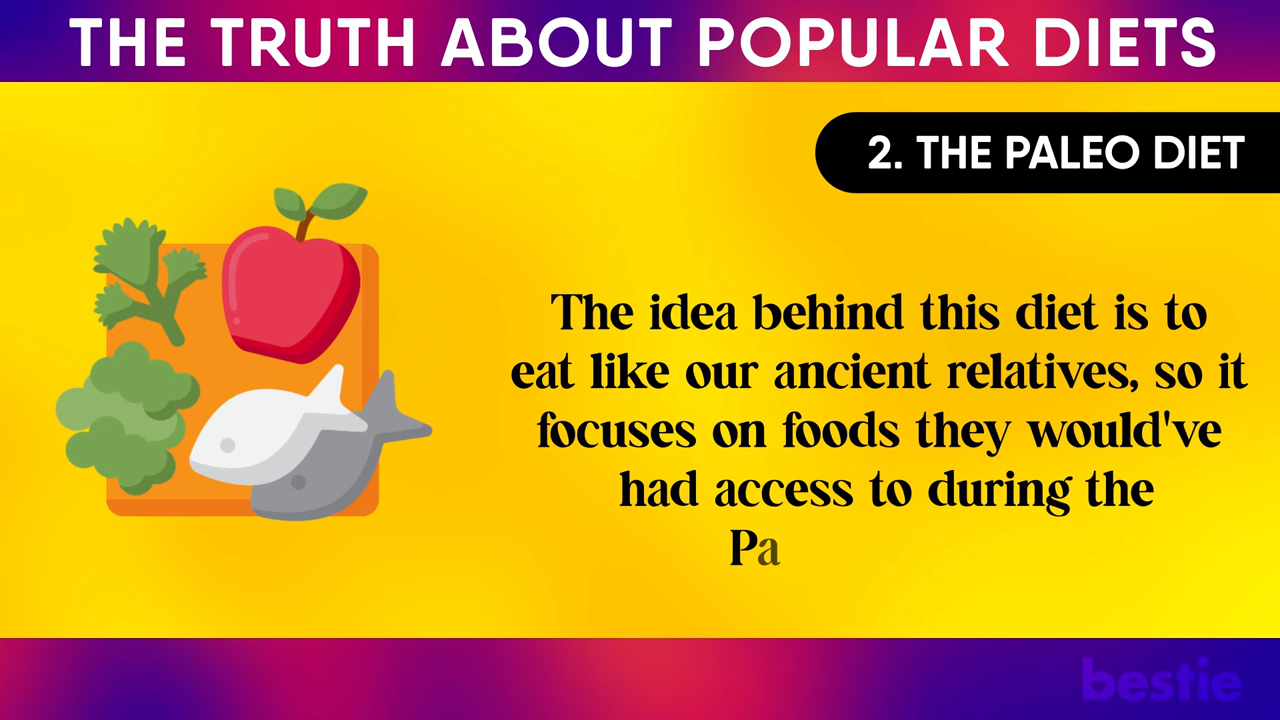 THE TRUTH ABOUT POPULAR DIETS
2. THE PALEO DIET
The idea behind this diet is to
eat like our ancient relatives, so it
focuses on foods they would've
had access to during the
Pa
bestie